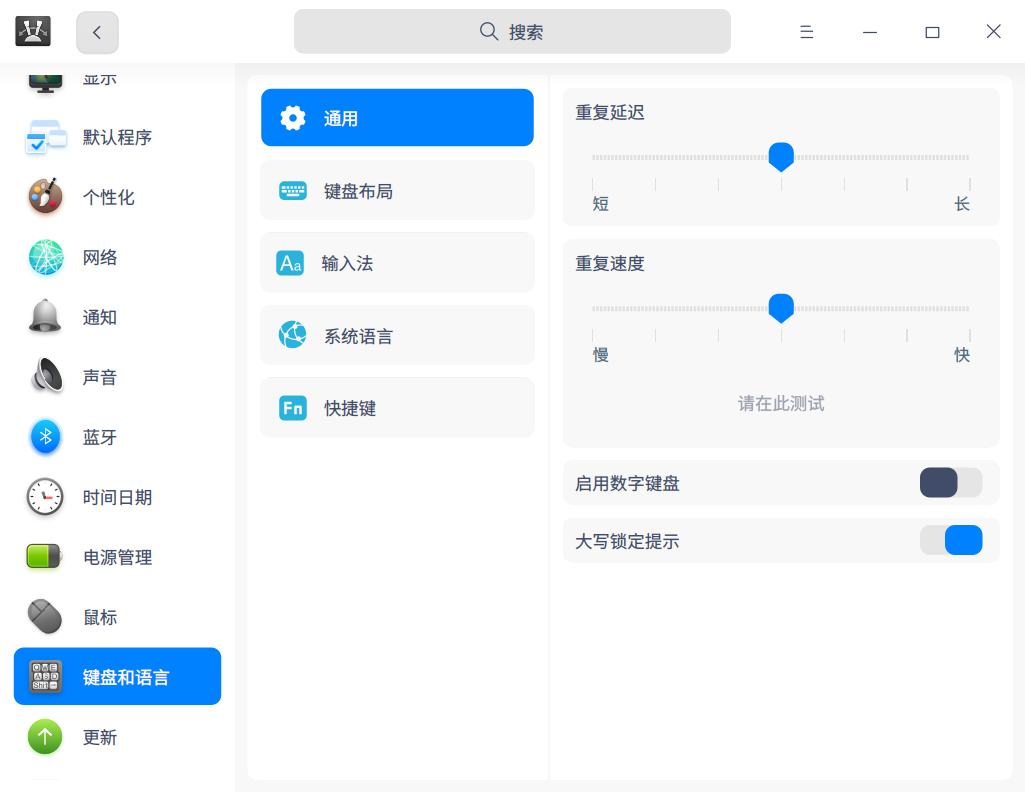 搜索
显示
默认程序
个性化
网络
通知
声音
蓝牙
时间日期
电源管理
鼠标
键盘和语言
更新
通用
键盘布局
Aa
输入法
系统语言
Fn
快捷键
重复延迟
短
长
重复速度
慢
快
请在此测试
启用数字键盘
大写锁定提示